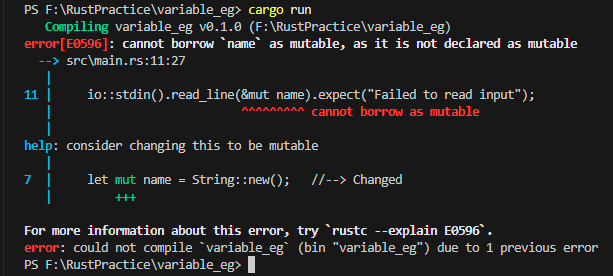 PS F:\RustPractice\variable_eg> cargo run
   Compiling variable_eg v0.1.0 (F:\RustPractice\variable_eg)
error[E0596]: cannot borrow `name` as mutable, as it is not declared as mutable
  --> src\main.rs:11:27
   |
11 |     io::stdin().read_line(&mut name).expect("Failed to read input");
   |                           ^^^^^^^^^ cannot borrow as mutable
   |
help: consider changing this to be mutable
   |
7  |     let mut name = String::new();   //--> Changed
   |         +++

For more information about this error, try `rustc --explain E0596`.
error: could not compile `variable_eg` (bin "variable_eg") due to 1 previous error
PS F:\RustPractice\variable_eg>